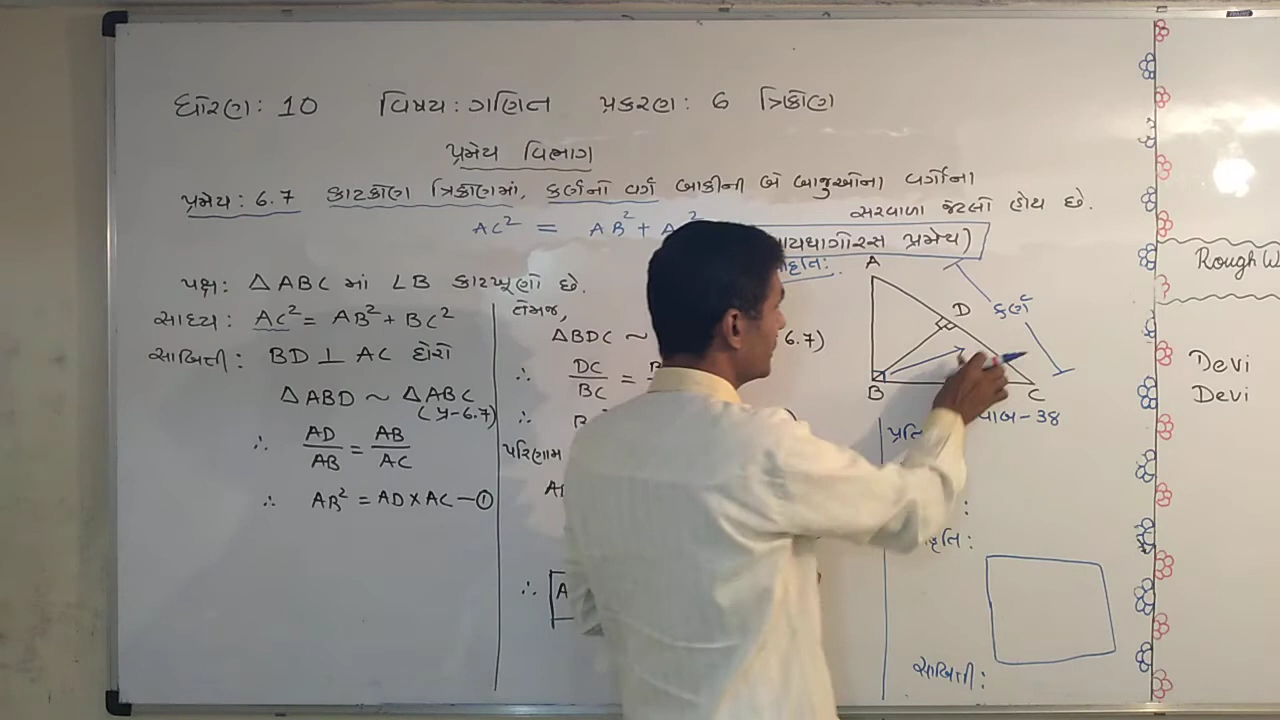 ધોરણ: 10 વિષય: ગણિત પ્રકરણ: 6 ત્રિકોણ
પ્રમેય વિભાગ
પ્રમેય: 6.7 કાટકોણ ત્રિકોણમાં, કર્ણનો વર્ગ બાકીની બે બાજુઓના વર્ગોના
સરવાળા જેટલો હોય છે.
AC² = AB² + A
પાયથાગોરસ પ્રમેય)
પક્ષ: △ABC માં ∠B કાટખૂણો છે.
સાધ્ય: AC² = AB² + BC²
સાબિતી: BD ⊥ AC દોરો
△ABD ~ △ABC
(પ્ર-6.7)
∴ AD/AB = AB/AC
∴ AB² = AD × AC —①
તેમજ,
△BDC ~ 6.7)
∴ DC/BC =
∴ B
પરિણામ
∴ A
આકૃતિ:
A
D
કર્ણ
B
C
38
સાબિતી:
Rough W
Devi
Devi